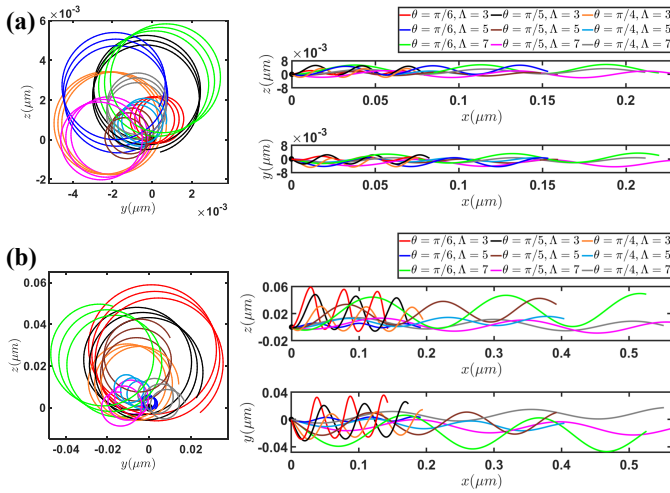 (a)
6 ×10⁻³
4
2
0
-2
z(μm)
-4 -2 0 2
y(μm) ×10⁻³
θ = π/6, Λ = 3 θ = π/5, Λ = 3 θ = π/4, Λ = 3
θ = π/6, Λ = 5 θ = π/5, Λ = 5 θ = π/4, Λ = 5
θ = π/6, Λ = 7 θ = π/5, Λ = 7 θ = π/4, Λ = 7
×10⁻³
8
0
-8
z(μm)
0 0.05 0.1 0.15 0.2
x(μm)
×10⁻³
8
0
-8
y(μm)
0 0.05 0.1 0.15 0.2
x(μm)
(b)
0.06
0.04
0.02
0
z(μm)
-0.04 -0.02 0 0.02
y(μm)
θ = π/6, Λ = 3 θ = π/5, Λ = 3 θ = π/4, Λ = 3
θ = π/6, Λ = 5 θ = π/5, Λ = 5 θ = π/4, Λ = 5
θ = π/6, Λ = 7 θ = π/5, Λ = 7 θ = π/4, Λ = 7
0.06
0.04
0.02
0
-0.02
z(μm)
0 0.1 0.2 0.3 0.4 0.5
x(μm)
0.04
0
-0.04
y(μm)
0 0.1 0.2 0.3 0.4 0.5
x(μm)